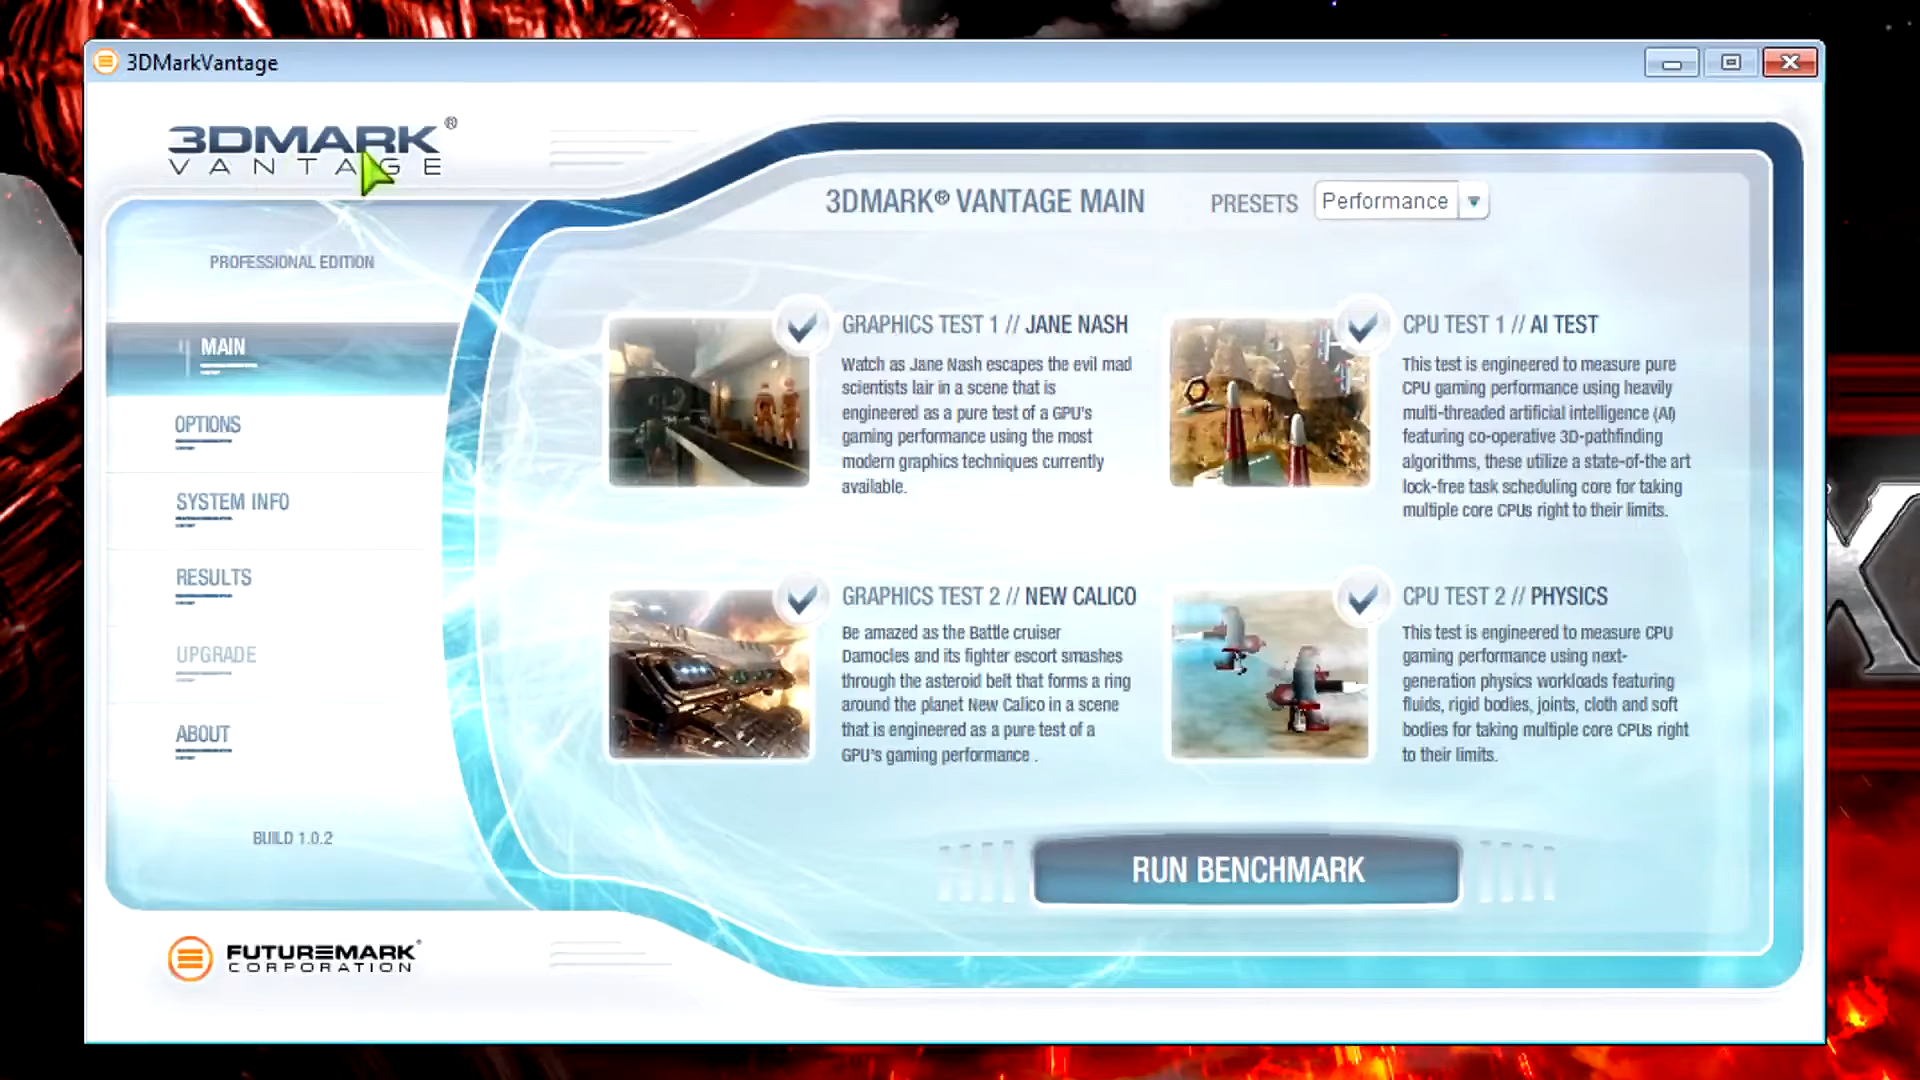 3DMarkVantage
3DMARK®
VANTAGE
PROFESSIONAL EDITION
MAIN
OPTIONS
SYSTEM INFO
RESULTS
UPGRADE
ABOUT
BUILD 1.0.2
FUTUREMARK®
CORPORATION
3DMARK® VANTAGE MAIN
PRESETS
Performance
GRAPHICS TEST 1 // JANE NASH
Watch as Jane Nash escapes the evil mad
scientists lair in a scene that is
engineered as a pure test of a GPU's
gaming performance using the most
modern graphics techniques currently
available.
CPU TEST 1 // AI TEST
This test is engineered to measure pure
CPU gaming performance using heavily
multi-threaded artificial intelligence (AI)
featuring co-operative 3D-pathfinding
algorithms, these utilize a state-of-the art
lock-free task scheduling core for taking
multiple core CPUs right to their limits.
GRAPHICS TEST 2 // NEW CALICO
Be amazed as the Battle cruiser
Damocles and its fighter escort smashes
through the asteroid belt that forms a ring
around the planet New Calico in a scene
that is engineered as a pure test of a
GPU's gaming performance .
CPU TEST 2 // PHYSICS
This test is engineered to measure CPU
gaming performance using next-
generation physics workloads featuring
fluids, rigid bodies, joints, cloth and soft
bodies for taking multiple core CPUs right
to their limits.
RUN BENCHMARK
X